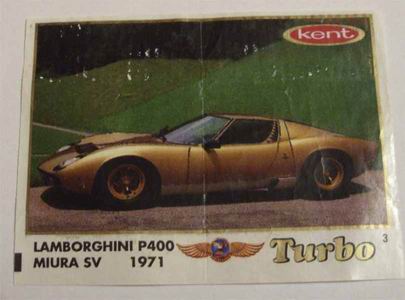 kent
LAMBORGHINI P400
MIURA SV 1971
Turbo
3